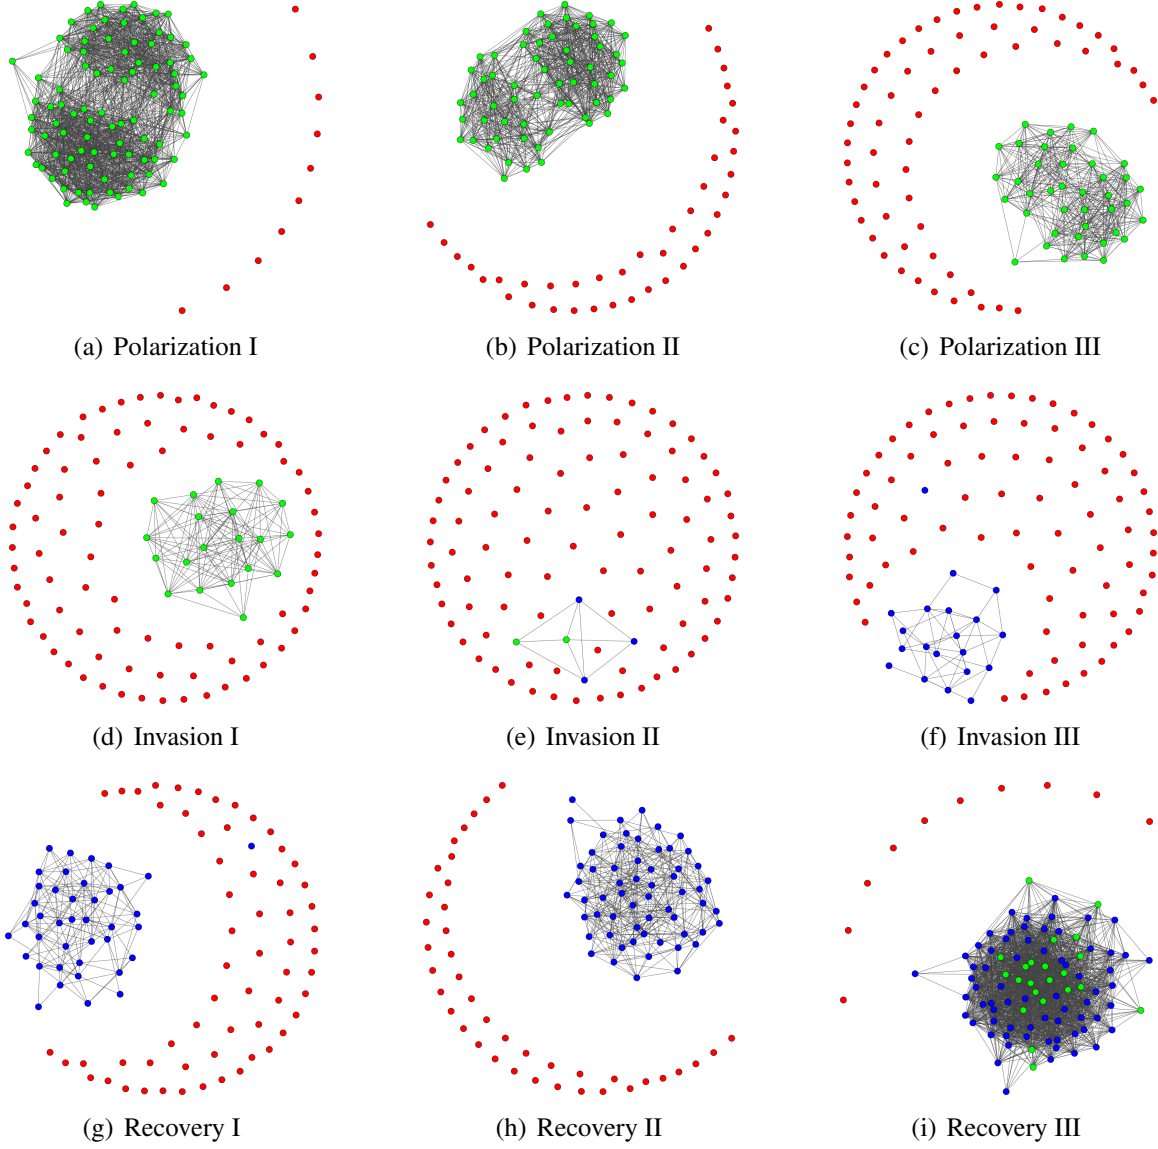 (a) Polarization I
(b) Polarization II
(c) Polarization III
(d) Invasion I
(e) Invasion II
(f) Invasion III
(g) Recovery I
(h) Recovery II
(i) Recovery III